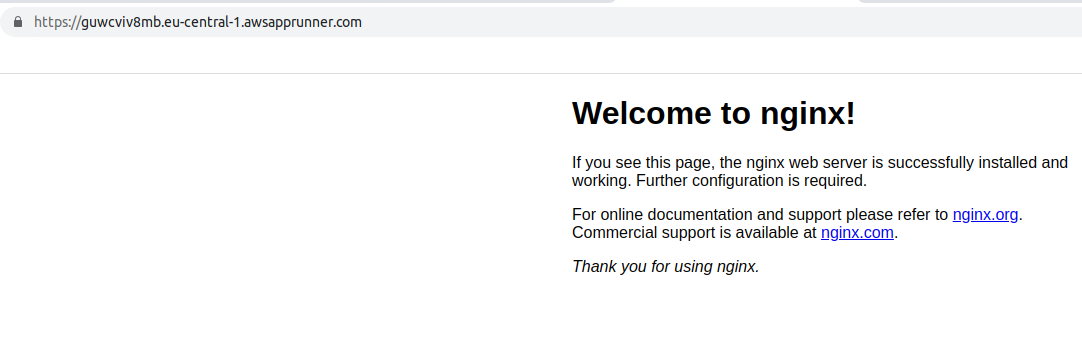 https://guwcviv8mb.eu-central-1.awsapprunner.com
Welcome to nginx!
If you see this page, the nginx web server is successfully installed and
working. Further configuration is required.
For online documentation and support please refer to nginx.org.
Commercial support is available at nginx.com.
Thank you for using nginx.